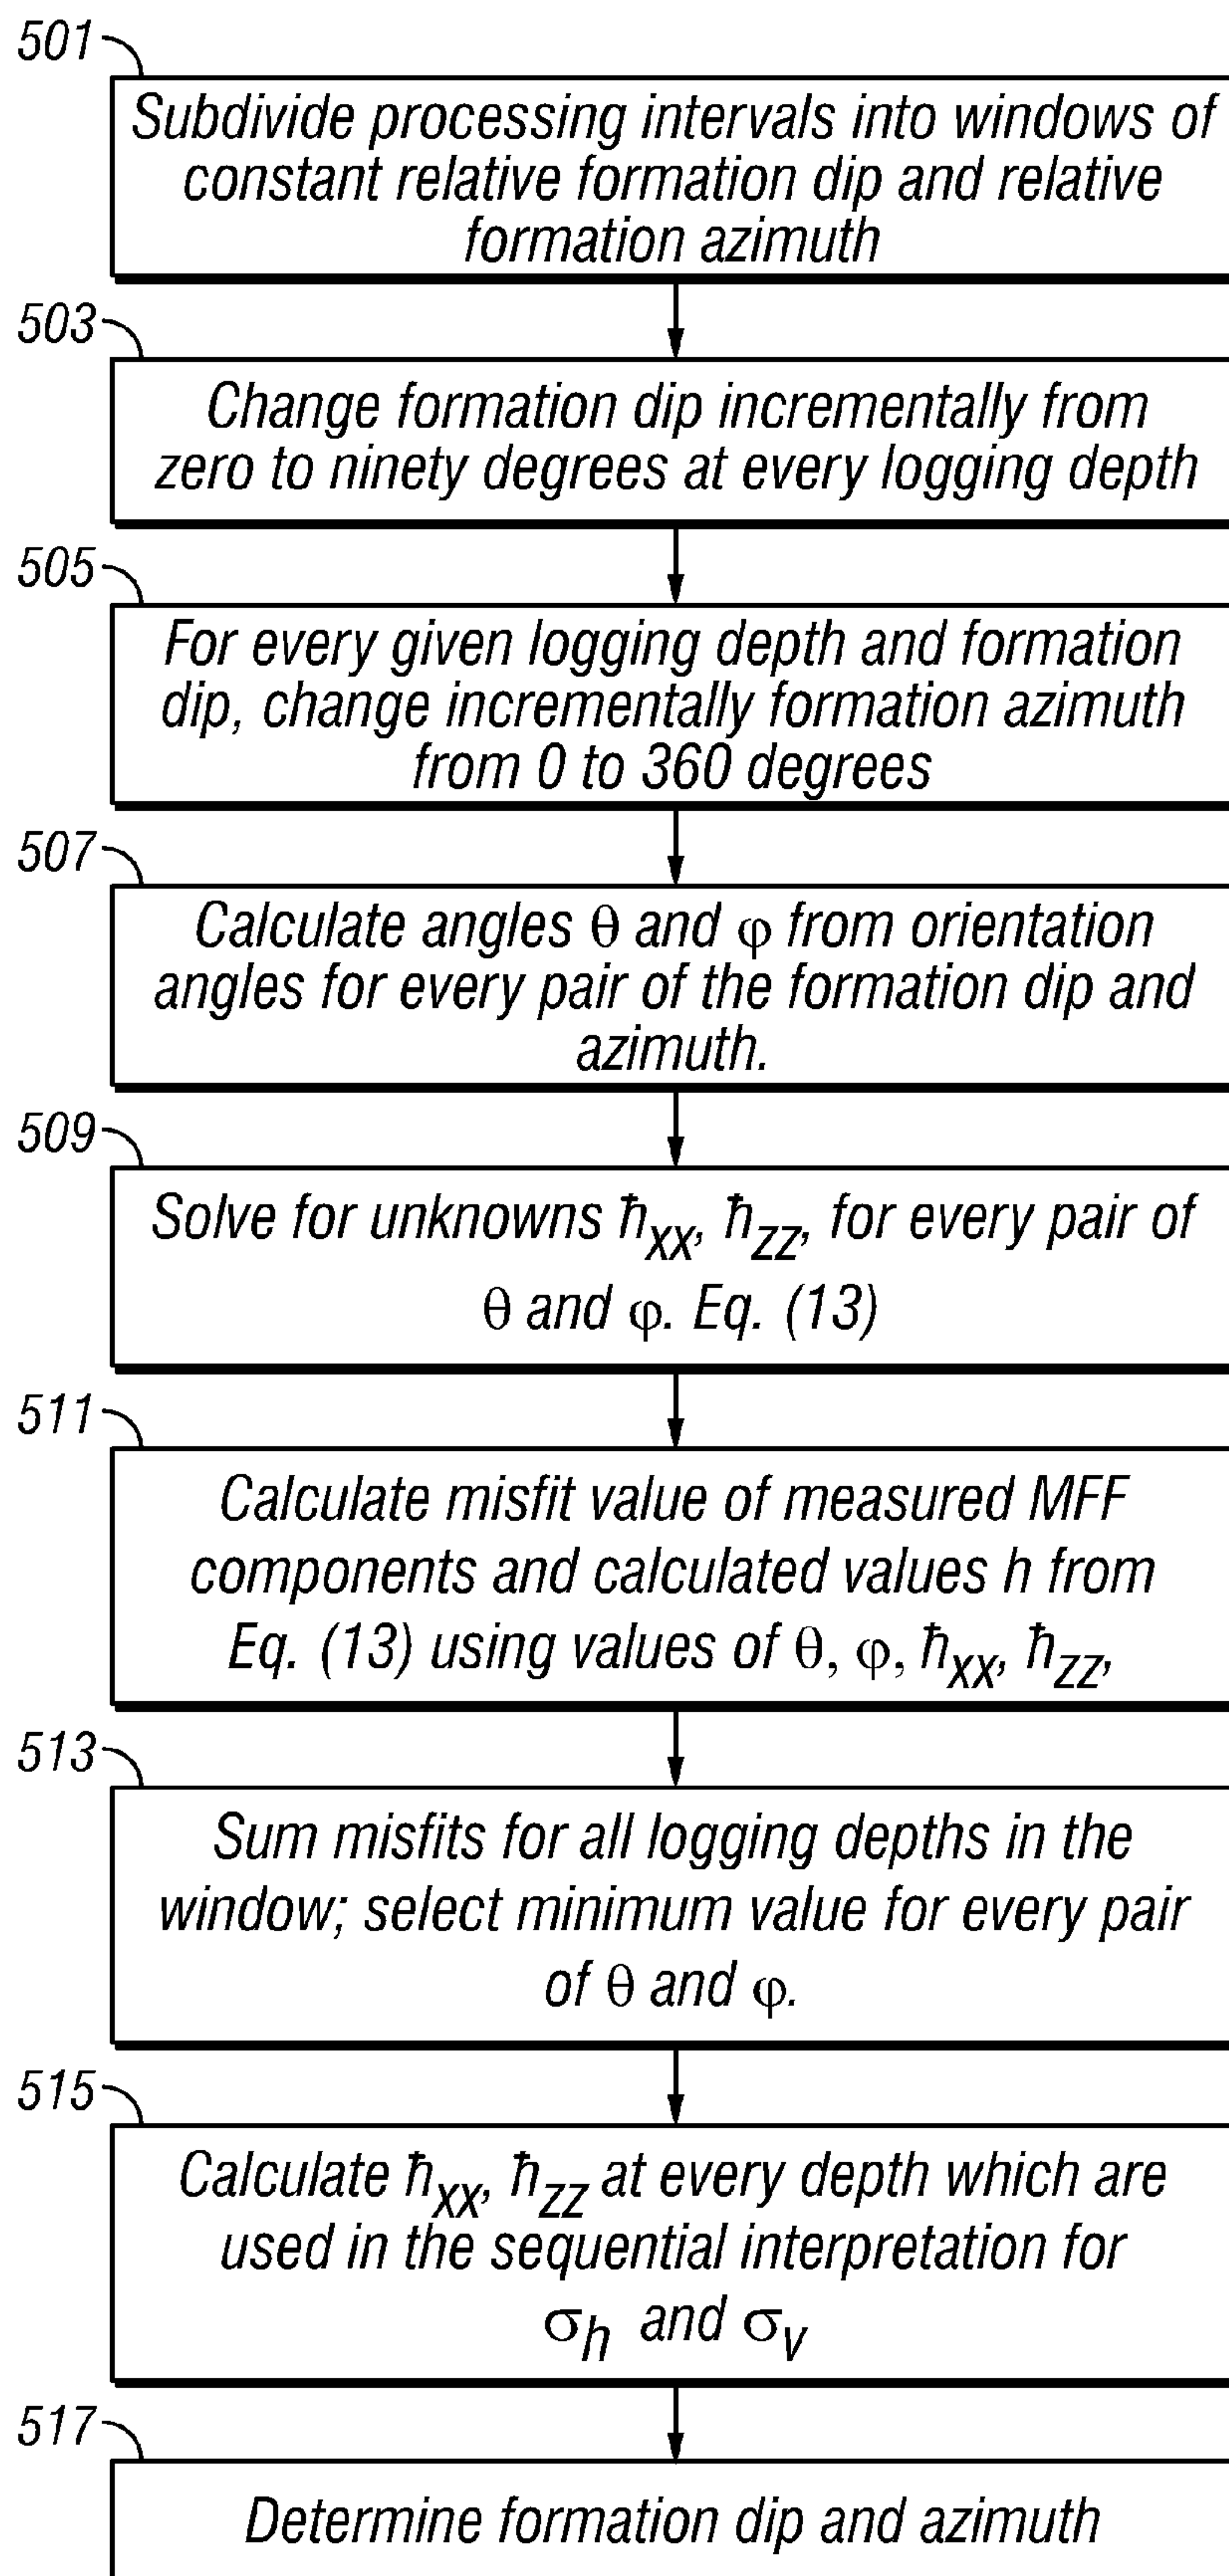 501
Subdivide processing intervals into windows of
constant relative formation dip and relative
formation azimuth
503
Change formation dip incrementally from
zero to ninety degrees at every logging depth
505
For every given logging depth and formation
dip, change incrementally formation azimuth
from 0 to 360 degrees
507
Calculate angles θ and φ from orientation
angles for every pair of the formation dip and
azimuth.
509
Solve for unknowns ħxx, ħzz, for every pair of
θ and φ. Eq. (13)
511
Calculate misfit value of measured MFF
components and calculated values h from
Eq. (13) using values of θ, φ, ħxx, ħzz,
513
Sum misfits for all logging depths in the
window; select minimum value for every pair
of θ and φ.
515
Calculate ħxx, ħzz at every depth which are
used in the sequential interpretation for
σh and σv
517
Determine formation dip and azimuth